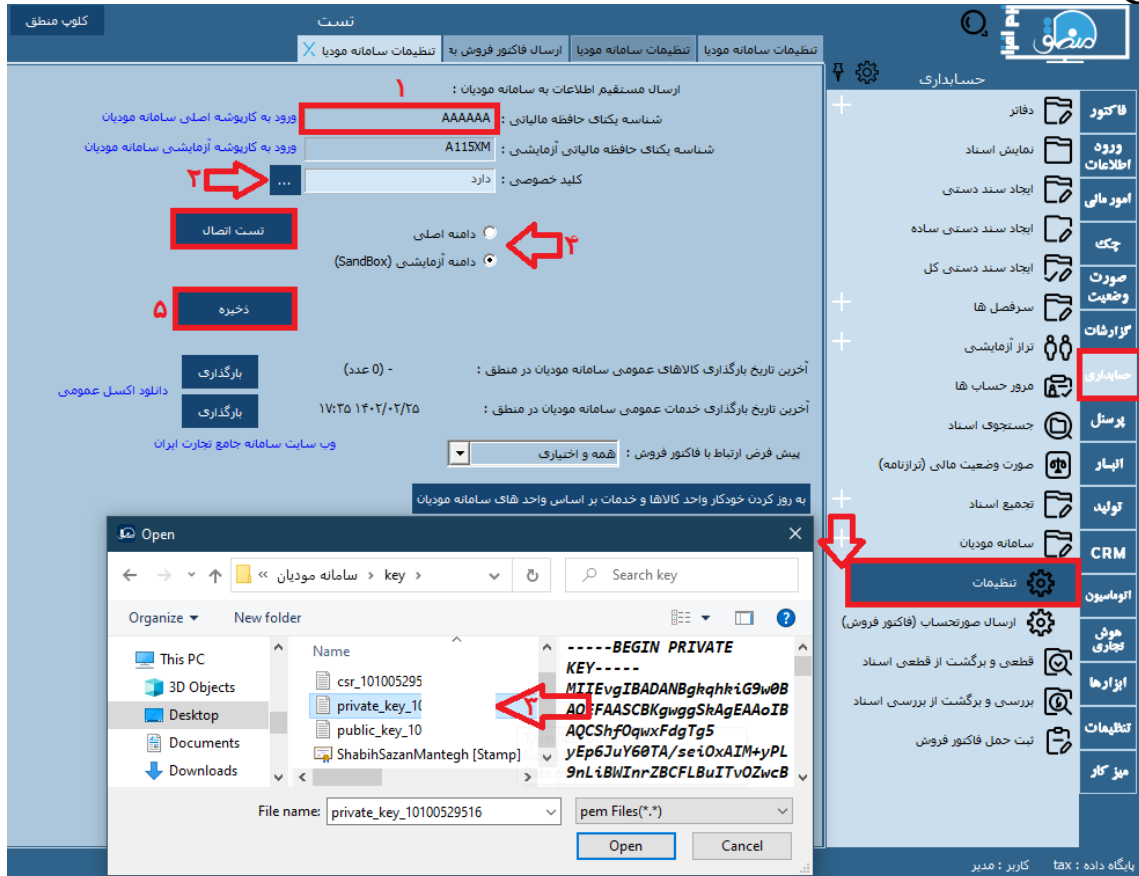 کلوپ منطق
تست
منطق
تنظیمات سامانه مودیا
تنظیمات سامانه مودیا
ارسال فاکتور فروش به
تنظیمات سامانه مودیا X
ارسال مستقیم اطلاعات به سامانه مودیان :
۱
شناسه یکتای حافظه مالیاتی : AAAAAA
ورود به کارپوشه اصلی سامانه مودیان
شناسه یکتای حافظه مالیاتی آزمایشی : A115XM
ورود به کارپوشه آزمایشی سامانه مودیان
کلید خصوصی : دارد
...
۲
دامنه اصلی
دامنه آزمایشی (SandBox)
۴
تست اتصال
ذخیره
۵
آخرین تاریخ بارگذاری کالاهای عمومی سامانه مودیان در منطق : - (0 عدد)
بارگذاری
دانلود اکسل عمومی
آخرین تاریخ بارگذاری خدمات عمومی سامانه مودیان در منطق : ۱۴۰۲/۰۲/۲۵ ۱۷:۳۵
بارگذاری
وب سایت سامانه جامع تجارت ایران
پیش فرض ارتباط با فاکتور فروش : همه و اختیاری
به روز کردن خودکار واحد کالاها و خدمات بر اساس واحد های سامانه مودیان
Open
« سامانه مودیان › key ›
Search key
Organize
New folder
This PC
3D Objects
Desktop
Documents
Downloads
Name
csr_101005295
private_key_10
public_key_10
ShabihSazanMantegh [Stamp]
۳
-----BEGIN PRIVATE
KEY-----
MIIEvgIBADANBgkqhkiG9w0B
AQEFAASCBKgwggSkAgEAAoIB
AQCShfOqwxFdgTg5
yEp6JuY60TA/seiOxAIM+yPL
9nLiBWInrZBCFLBuITvOZwcB
File name: private_key_10100529516
pem Files(*.*)
Open
Cancel
حسابداری
دفاتر
نمایش اسناد
ایجاد سند دستی
ایجاد سند دستی ساده
ایجاد سند دستی کل
سرفصل ها
تراز آزمایشی
مرور حساب ها
جستجوی اسناد
صورت وضعیت مالی (ترازنامه)
تجمیع اسناد
سامانه مودیان
تنظیمات
ارسال صورتحساب (فاکتور فروش)
قطعی و برگشت از قطعی اسناد
بررسی و برگشت از بررسی اسناد
ثبت حمل فاکتور فروش
فاکتور
ورود
اطلاعات
امور مالی
چک
صورت
وضعیت
گزارشات
حسابداری
پرسنل
انبار
تولید
CRM
اتوماسیون
هوش
تجاری
ابزارها
تنظیمات
میز کار
پایگاه داده : tax
کاربر : مدیر